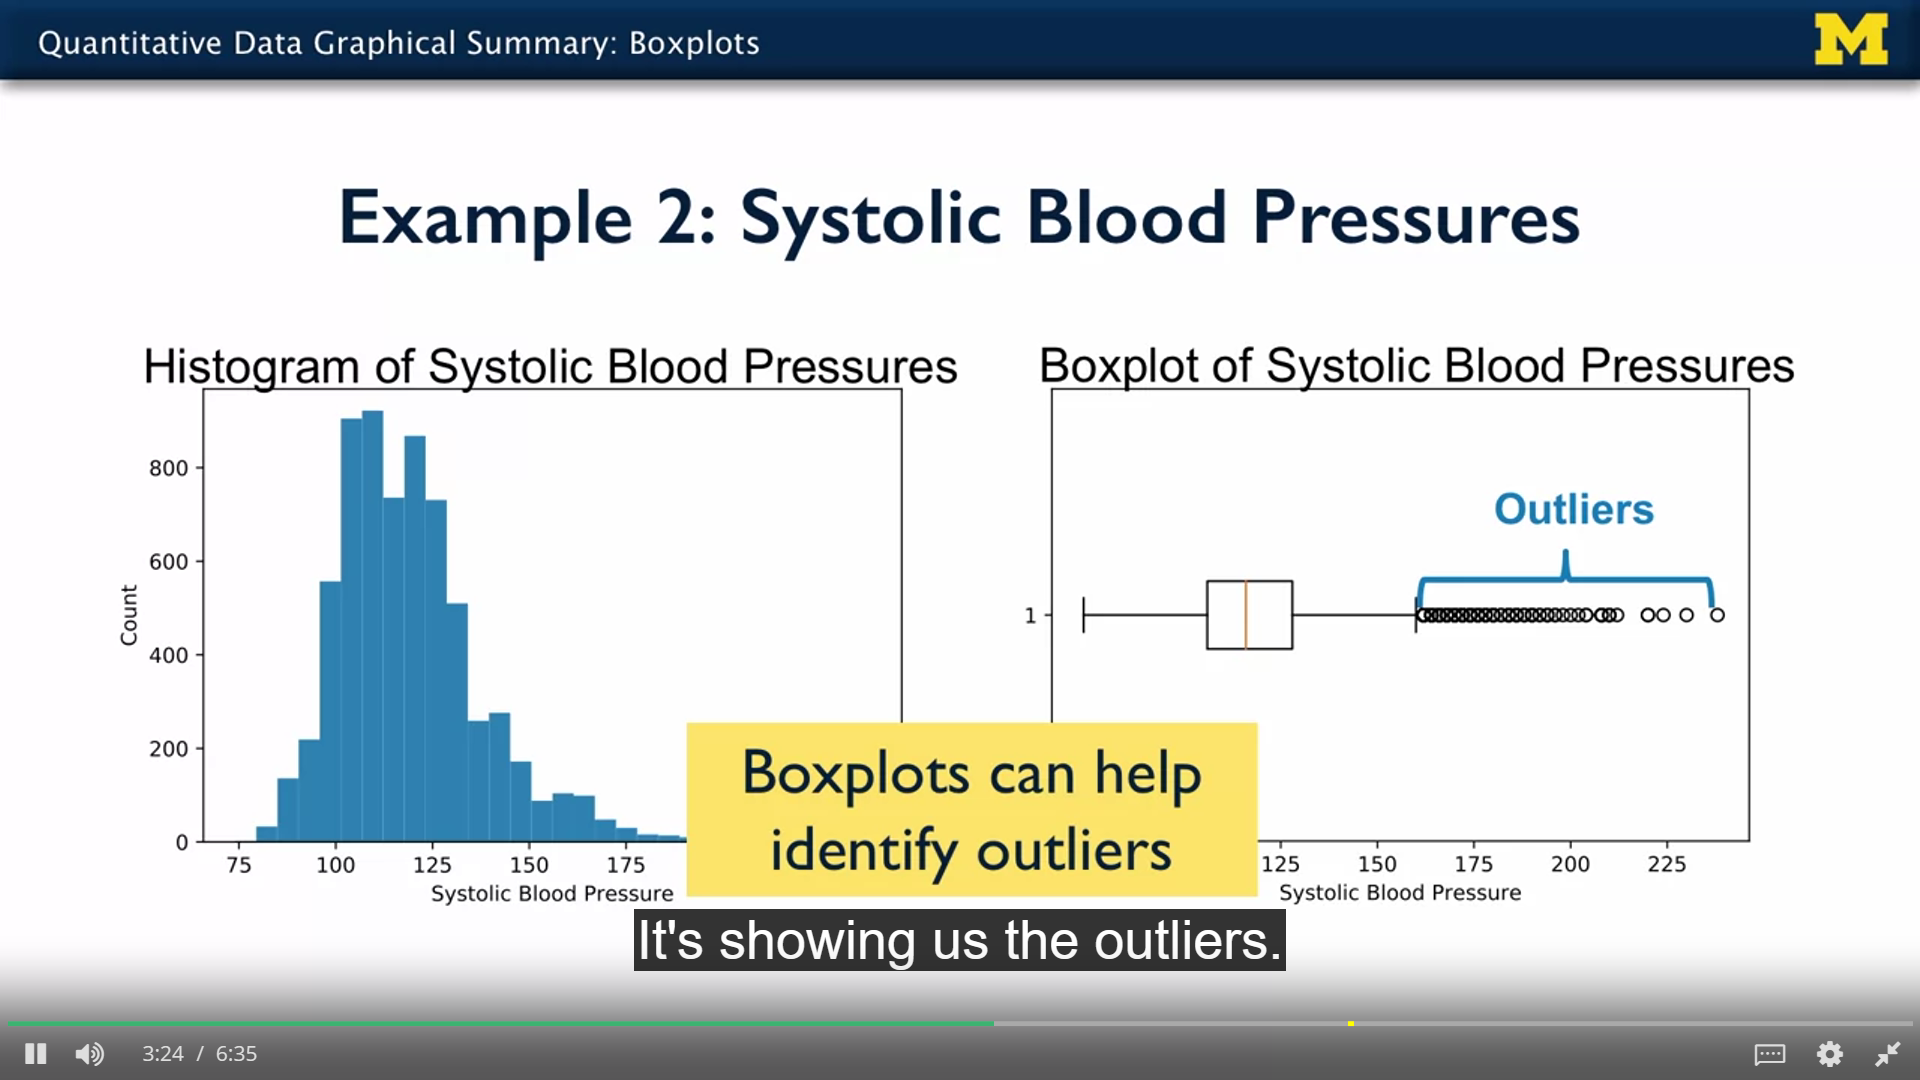 Quantitative Data Graphical Summary: Boxplots
M
Example 2: Systolic Blood Pressures
Histogram of Systolic Blood Pressures
800
600
400
200
0
Count
75 100 125 150 175
Systolic Blood Pressure
Boxplot of Systolic Blood Pressures
Outliers
1
125 150 175 200 225
Systolic Blood Pressure
Boxplots can help
identify outliers
It's showing us the outliers.
3:24 / 6:35